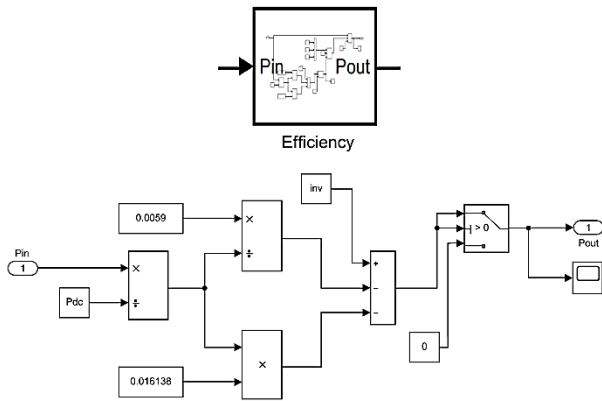 Pin Pout
Efficiency
inv
0.0059
×
÷
Pin
1
×
÷
Pdc
+
−
−
> 0
1
Pout
×
0
0.016138